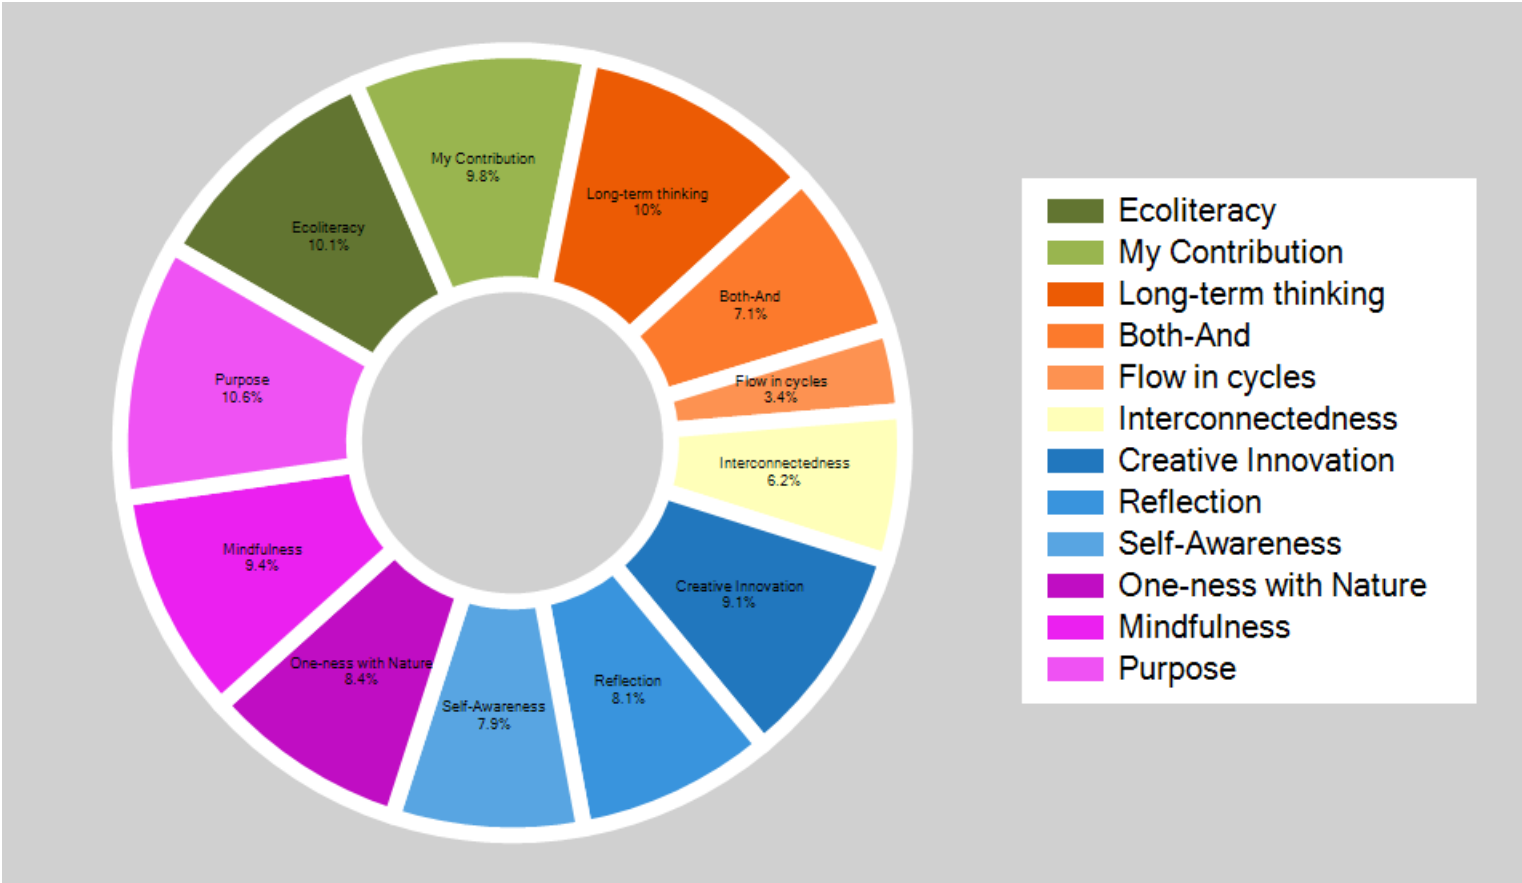 My Contribution
9.8%
Long-term thinking
10%
Ecoliteracy
10.1%
Both-And
7.1%
Purpose
10.6%
Flow in cycles
3.4%
Interconnectedness
6.2%
Mindfulness
9.4%
Creative Innovation
9.1%
One-ness with Nature
8.4%
Reflection
8.1%
Self-Awareness
7.9%
Ecoliteracy
My Contribution
Long-term thinking
Both-And
Flow in cycles
Interconnectedness
Creative Innovation
Reflection
Self-Awareness
One-ness with Nature
Mindfulness
Purpose